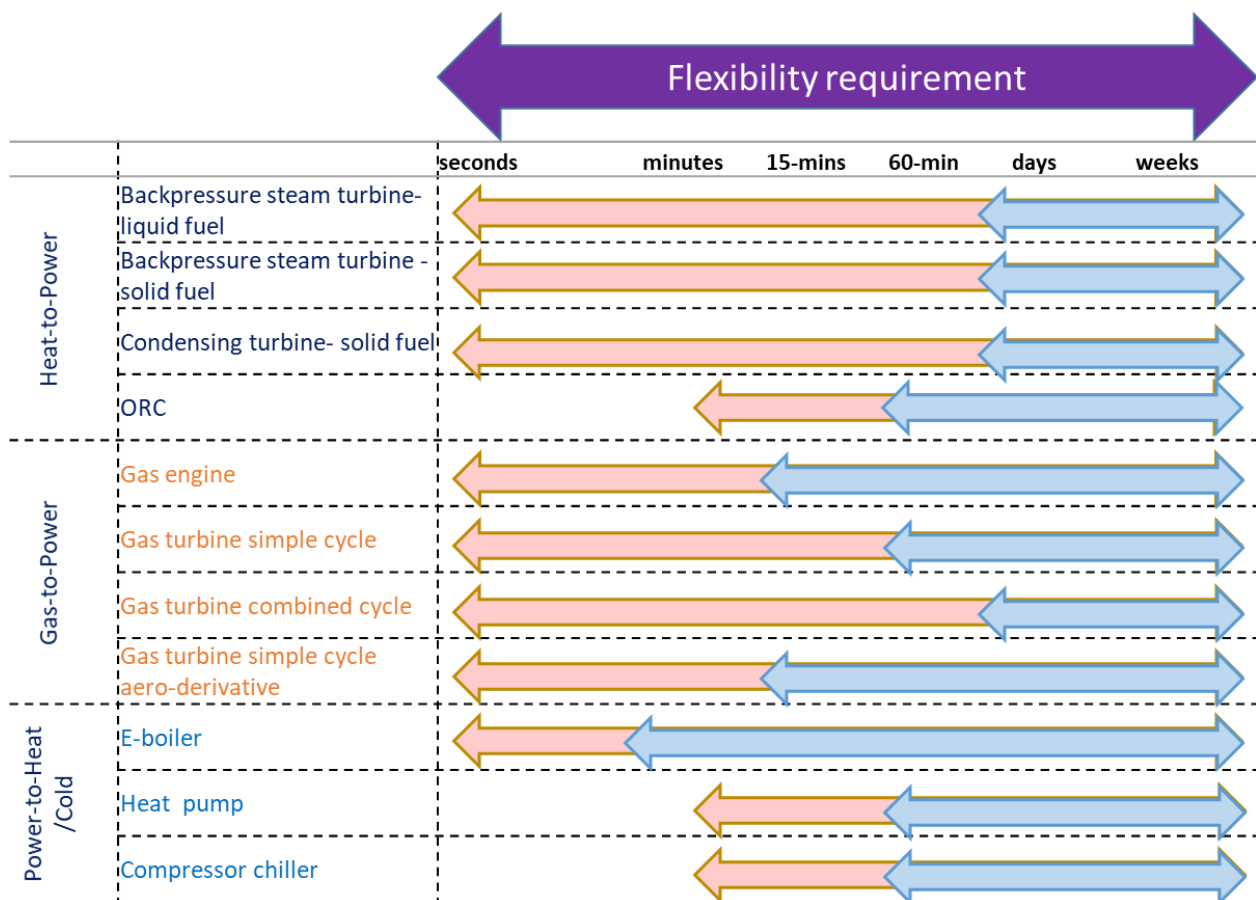 Flexibility requirement
seconds minutes 15-mins 60-min days weeks
Heat-to-Power
Backpressure steam turbine-
liquid fuel
Backpressure steam turbine -
solid fuel
Condensing turbine- solid fuel
ORC
Gas-to-Power
Gas engine
Gas turbine simple cycle
Gas turbine combined cycle
Gas turbine simple cycle
aero-derivative
Power-to-Heat
/Cold
E-boiler
Heat pump
Compressor chiller